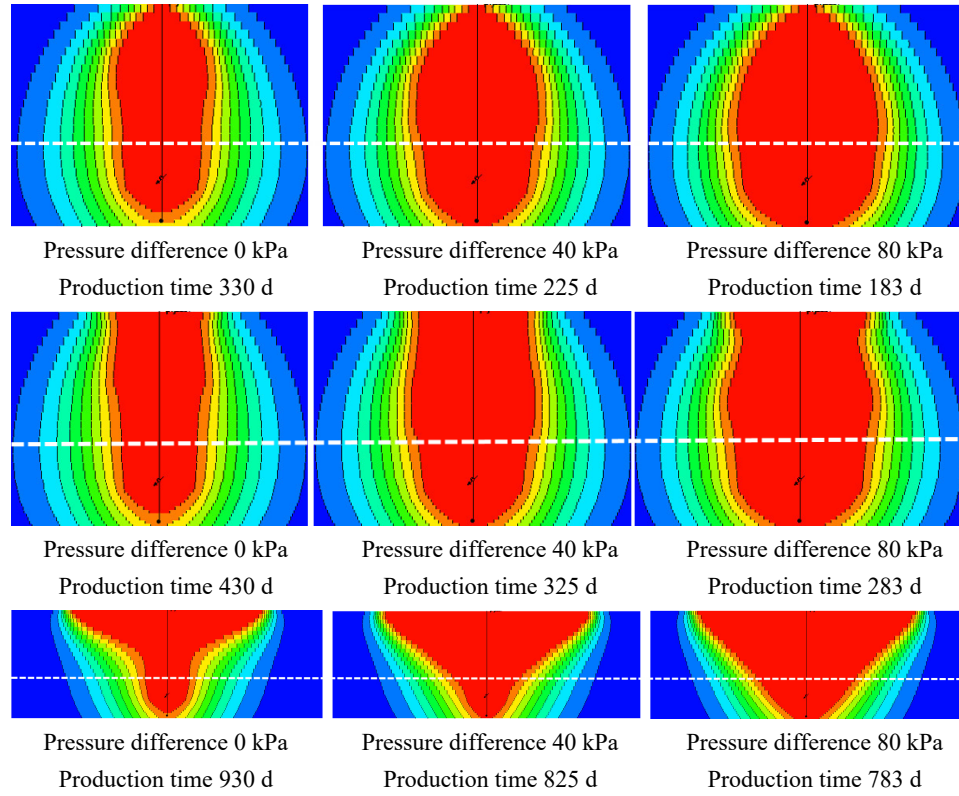 Pressure difference 0 kPa
Production time 330 d
Pressure difference 40 kPa
Production time 225 d
Pressure difference 80 kPa
Production time 183 d
Pressure difference 0 kPa
Production time 430 d
Pressure difference 40 kPa
Production time 325 d
Pressure difference 80 kPa
Production time 283 d
Pressure difference 0 kPa
Production time 930 d
Pressure difference 40 kPa
Production time 825 d
Pressure difference 80 kPa
Production time 783 d